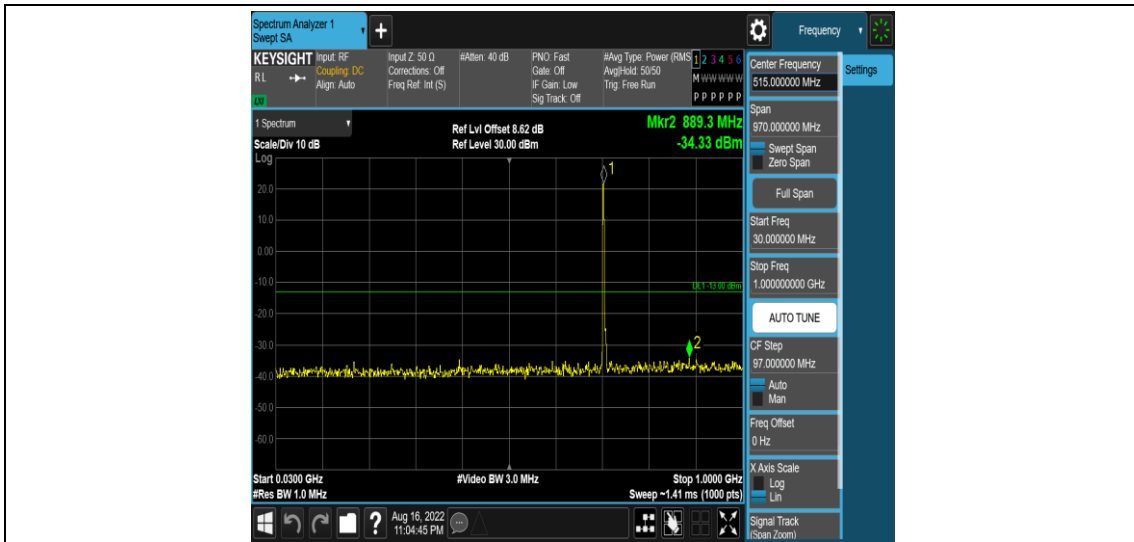 Spectrum Analyzer 1
Swept SA
+
Frequency
KEYSIGHT
RL
LXI
Input: RF
Coupling: DC
Align: Auto
Input Z: 50 Ω
Corrections: Off
Freq Ref: Int (S)
#Atten: 40 dB
PNO: Fast
Gate: Off
IF Gain: Low
Sig Track: Off
#Avg Type: Power (RMS
Avg|Hold: 50/50
Trig: Free Run
1 2 3 4 5 6
M W W W W W
P P P P P P
Center Frequency
515.000000 MHz
Settings
1 Spectrum
Scale/Div 10 dB
Log
Ref Lvl Offset 8.62 dB
Ref Level 30.00 dBm
Mkr2 889.3 MHz
-34.33 dBm
Span
970.000000 MHz
Swept Span
Zero Span
Full Span
Start Freq
30.000000 MHz
Stop Freq
1.000000000 GHz
AUTO TUNE
CF Step
97.000000 MHz
Auto
Man
Freq Offset
0 Hz
X Axis Scale
Log
Lin
Signal Track
(Span Zoom)
1
20.0
10.0
0.00
-10.0
DL1 -13.00 dBm
-20.0
-30.0
2
-40.0
-50.0
-60.0
Start 0.0300 GHz
#Res BW 1.0 MHz
#Video BW 3.0 MHz
Stop 1.0000 GHz
Sweep ~1.41 ms (1000 pts)
?
Aug 16, 2022
11:04:45 PM